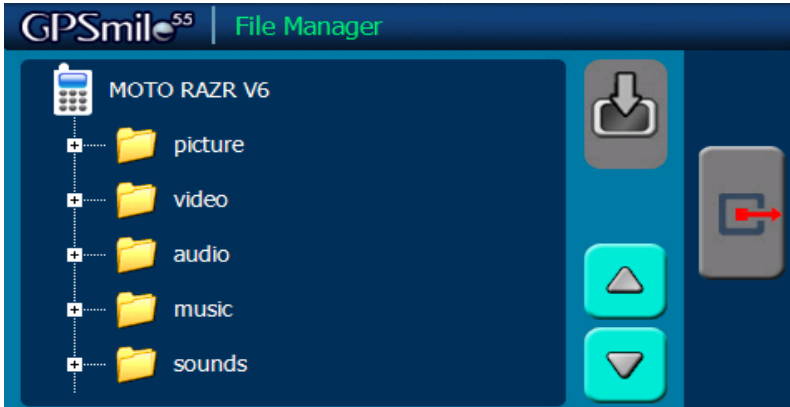 GPSmile55 File Manager
MOTO RAZR V6
picture
video
audio
music
sounds